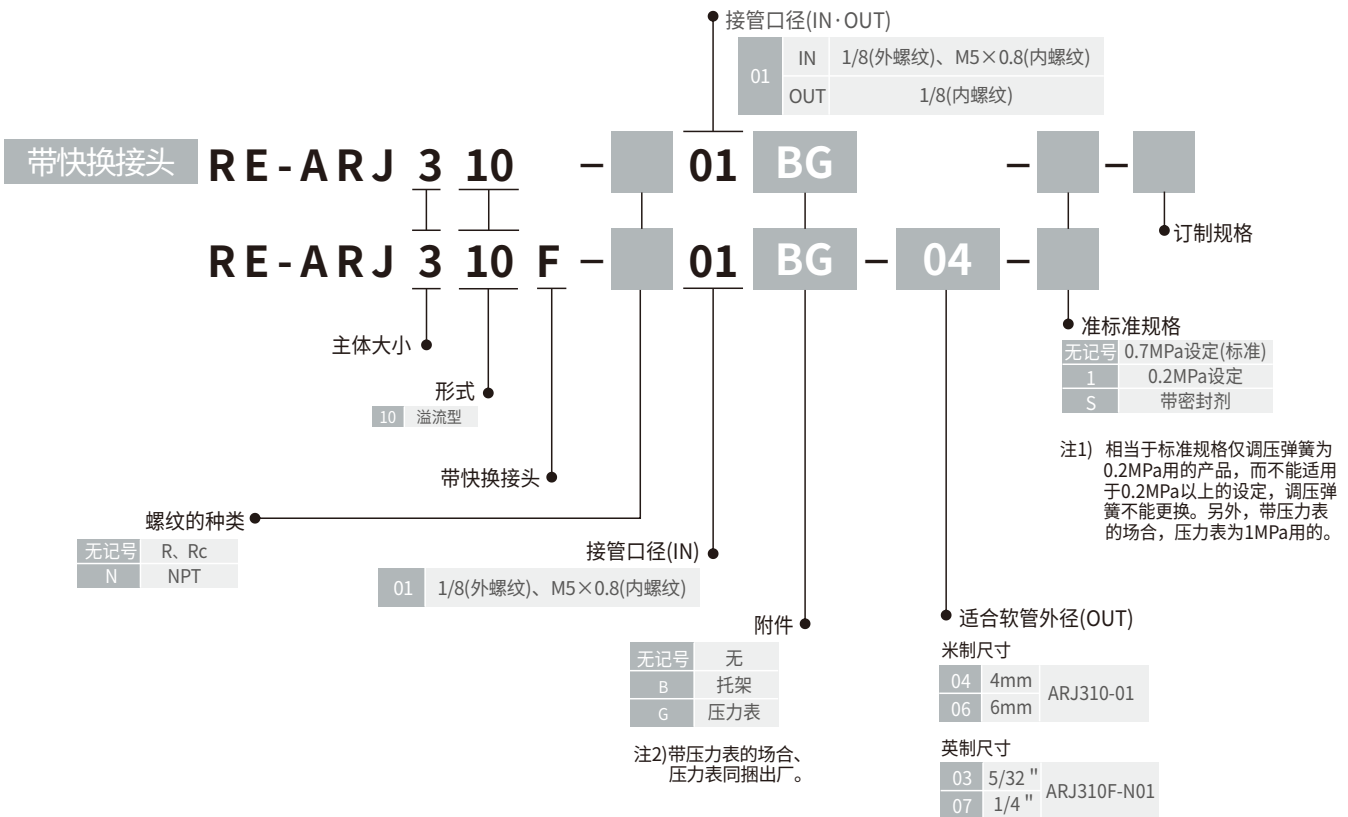 接管口径(IN·OUT)
01 IN 1/8(外螺纹)、M5×0.8(内螺纹)
OUT 1/8(内螺纹)
带快换接头 RE-ARJ 3 10 - 01 BG - -
订制规格
RE-ARJ 3 10 F - 01 BG - 04 -
主体大小
形式
10 溢流型
带快换接头
螺纹的种类
无记号 R、Rc
N NPT
接管口径(IN)
01 1/8(外螺纹)、M5×0.8(内螺纹)
附件
无记号 无
B 托架
G 压力表
注2)带压力表的场合、
压力表同捆出厂。
准标准规格
无记号 0.7MPa设定(标准)
1 0.2MPa设定
S 带密封剂
注1) 相当于标准规格仅调压弹簧为
0.2MPa用的产品，而不能适用
于0.2MPa以上的设定，调压弹
簧不能更换。另外，带压力表
的场合，压力表为1MPa用的。
适合软管外径(OUT)
米制尺寸
04 4mm ARJ310-01
06 6mm
英制尺寸
03 5/32 " ARJ310F-N01
07 1/4 "